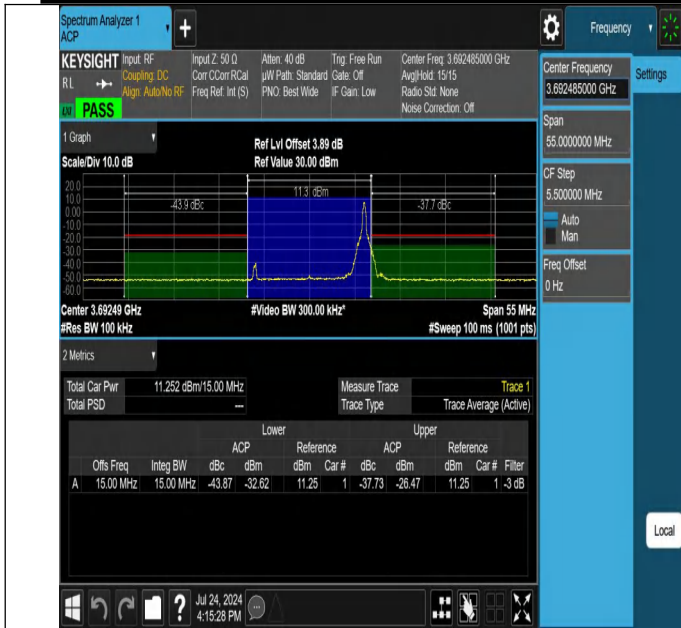 Spectrum Analyzer 1
ACP
Frequency
KEYSIGHT Input: RF Input Z: 50 Ω Atten: 40 dB Trig: Free Run Center Freq: 3.692485000 GHz
RL Coupling: DC Corr CCorr RCal µW Path: Standard Gate: Off Avg|Hold: 15/15
Align: Auto/No RF Freq Ref: Int (S) PNO: Best Wide IF Gain: Low Radio Std: None
Noise Correction: Off
PASS
Center Frequency
3.692485000 GHz
Settings
Span
55.0000000 MHz
CF Step
5.500000 MHz
Auto
Man
Freq Offset
0 Hz
1 Graph
Ref Lvl Offset 3.89 dB
Scale/Div 10.0 dB Ref Value 30.00 dBm
20.0
10.0
0.00
-10.0
-20.0
-30.0
-40.0
-50.0
-60.0
11.3 dBm
-43.9 dBc
-37.7 dBc
Center 3.69249 GHz #Video BW 300.00 kHz* Span 55 MHz
#Res BW 100 kHz #Sweep 100 ms (1001 pts)
2 Metrics
Total Car Pwr 11.252 dBm/15.00 MHz Measure Trace Trace 1
Total PSD --- Trace Type Trace Average (Active)
Lower Upper
ACP Reference ACP Reference
Offs Freq Integ BW dBc dBm dBm Car # dBc dBm dBm Car # Filter
A 15.00 MHz 15.00 MHz -43.87 -32.62 11.25 1 -37.73 -26.47 11.25 1 -3 dB
Local
Jul 24, 2024
4:15:28 PM